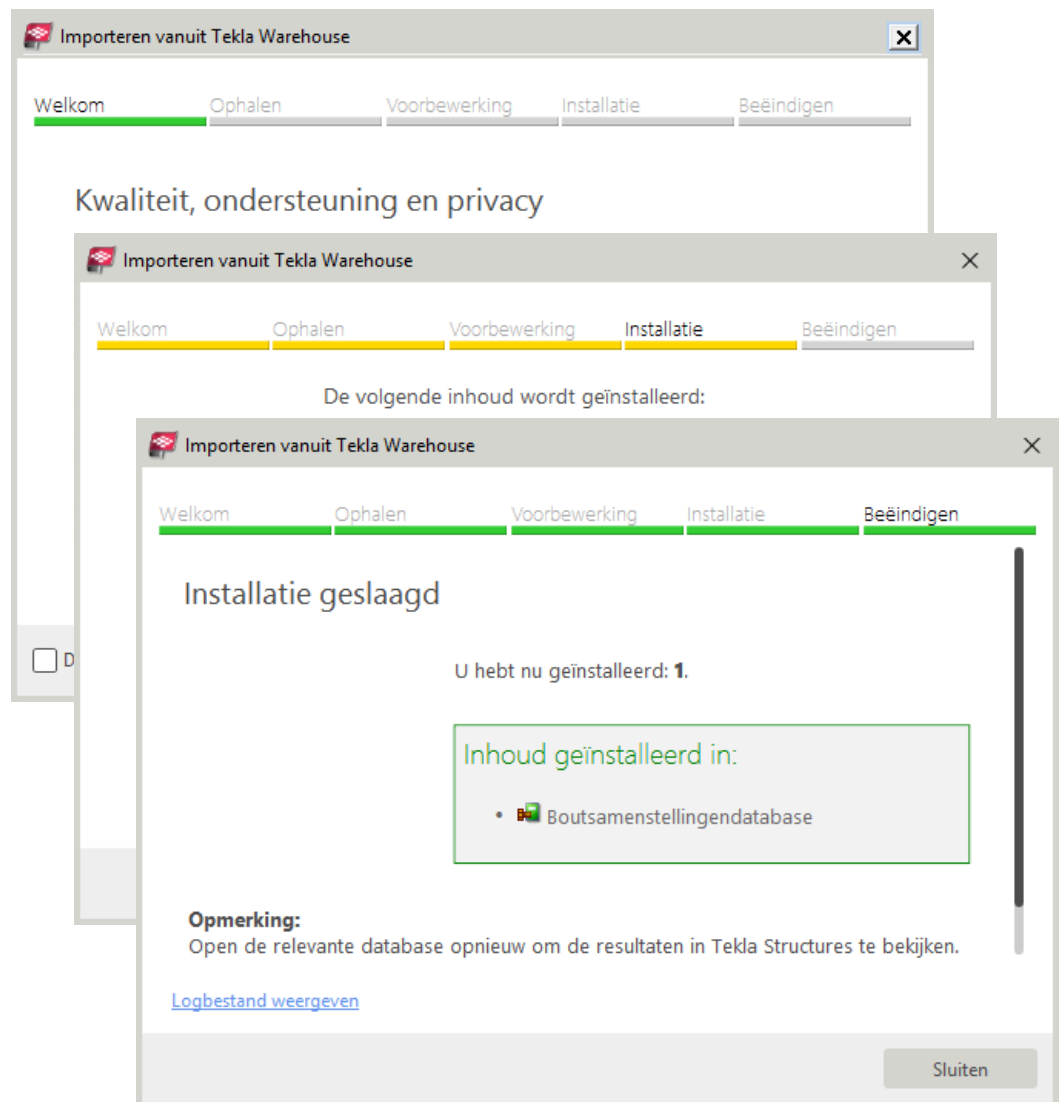 Importeren vanuit Tekla Warehouse
Welkom Ophalen Voorbewerking Installatie Beëindigen
Kwaliteit, ondersteuning en privacy
D
Importeren vanuit Tekla Warehouse
Welkom Ophalen Voorbewerking Installatie Beëindigen
De volgende inhoud wordt geïnstalleerd:
Importeren vanuit Tekla Warehouse
Welkom Ophalen Voorbewerking Installatie Beëindigen
Installatie geslaagd
U hebt nu geïnstalleerd: 1.
Inhoud geïnstalleerd in:
• Boutsamenstellingendatabase
Opmerking:
Open de relevante database opnieuw om de resultaten in Tekla Structures te bekijken.
Logbestand weergeven
Sluiten